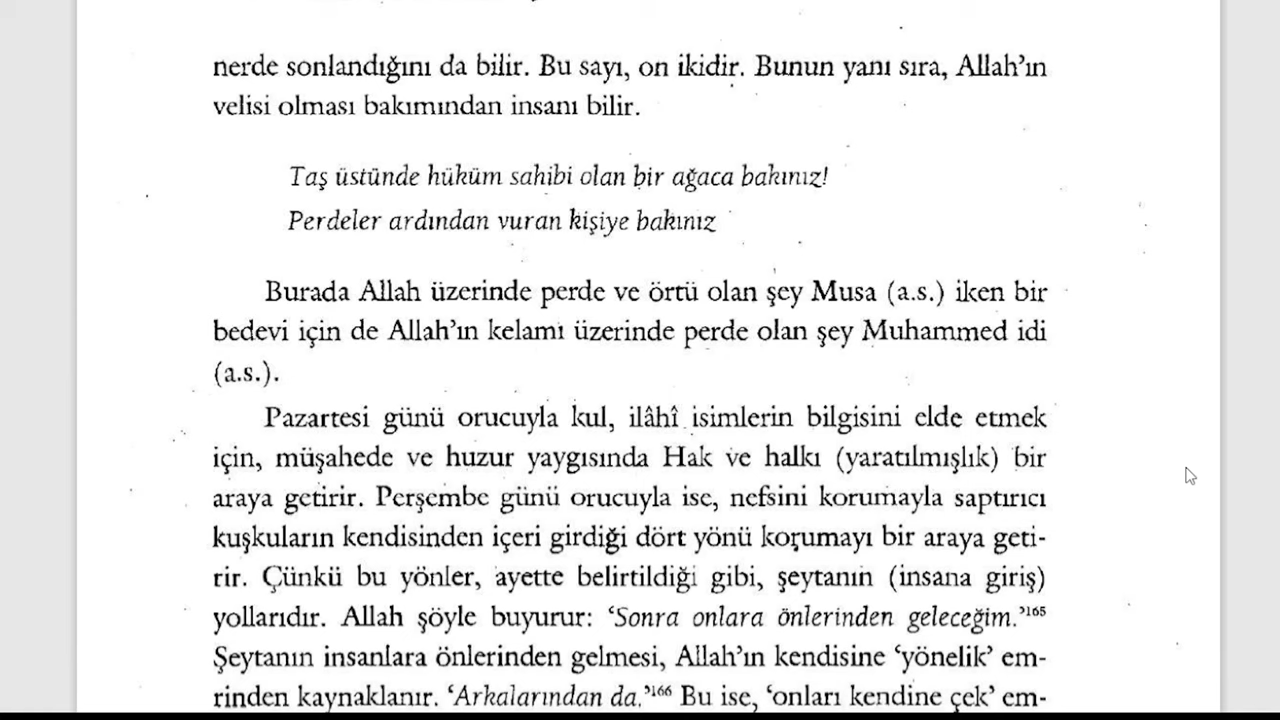 nerde sonlandığını da bilir. Bu sayı, on ikidir. Bunun yanı sıra, Allah'ın
velisi olması bakımından insanı bilir.
Taş üstünde hüküm sahibi olan bir ağaca bakınız!
Perdeler ardından vuran kişiye bakınız
Burada Allah üzerinde perde ve örtü olan şey Musa (a.s.) iken bir
bedevi için de Allah'ın kelamı üzerinde perde olan şey Muhammed idi
(a.s.).
Pazartesi günü orucuyla kul, ilâhî isimlerin bilgisini elde etmek
için, müşahede ve huzur yaygısında Hak ve halkı (yaratılmışlık) bir
araya getirir. Perşembe günü orucuyla ise, nefsini korumayla saptırıcı
kuşkuların kendisinden içeri girdiği dört yönü korumayı bir araya geti-
rir. Çünkü bu yönler, ayette belirtildiği gibi, şeytanın (insana giriş)
yollarıdır. Allah şöyle buyurur: 'Sonra onlara önlerinden geleceğim.'¹⁶⁵
Şeytanın insanlara önlerinden gelmesi, Allah'ın kendisine 'yönelik' em-
rinden kaynaklanır. 'Arkalarından da.'¹⁶⁶ Bu ise, 'onları kendine çek' em-